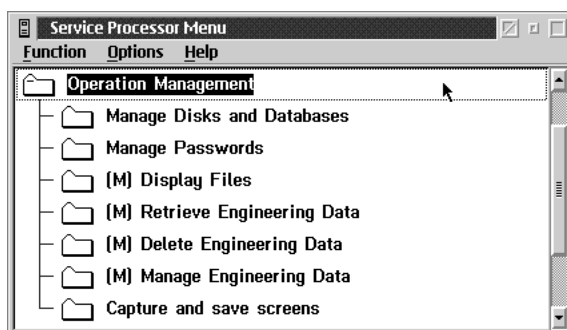 Service Processor Menu
Function Options Help
Operation Management
Manage Disks and Databases
Manage Passwords
(M) Display Files
(M) Retrieve Engineering Data
(M) Delete Engineering Data
(M) Manage Engineering Data
Capture and save screens